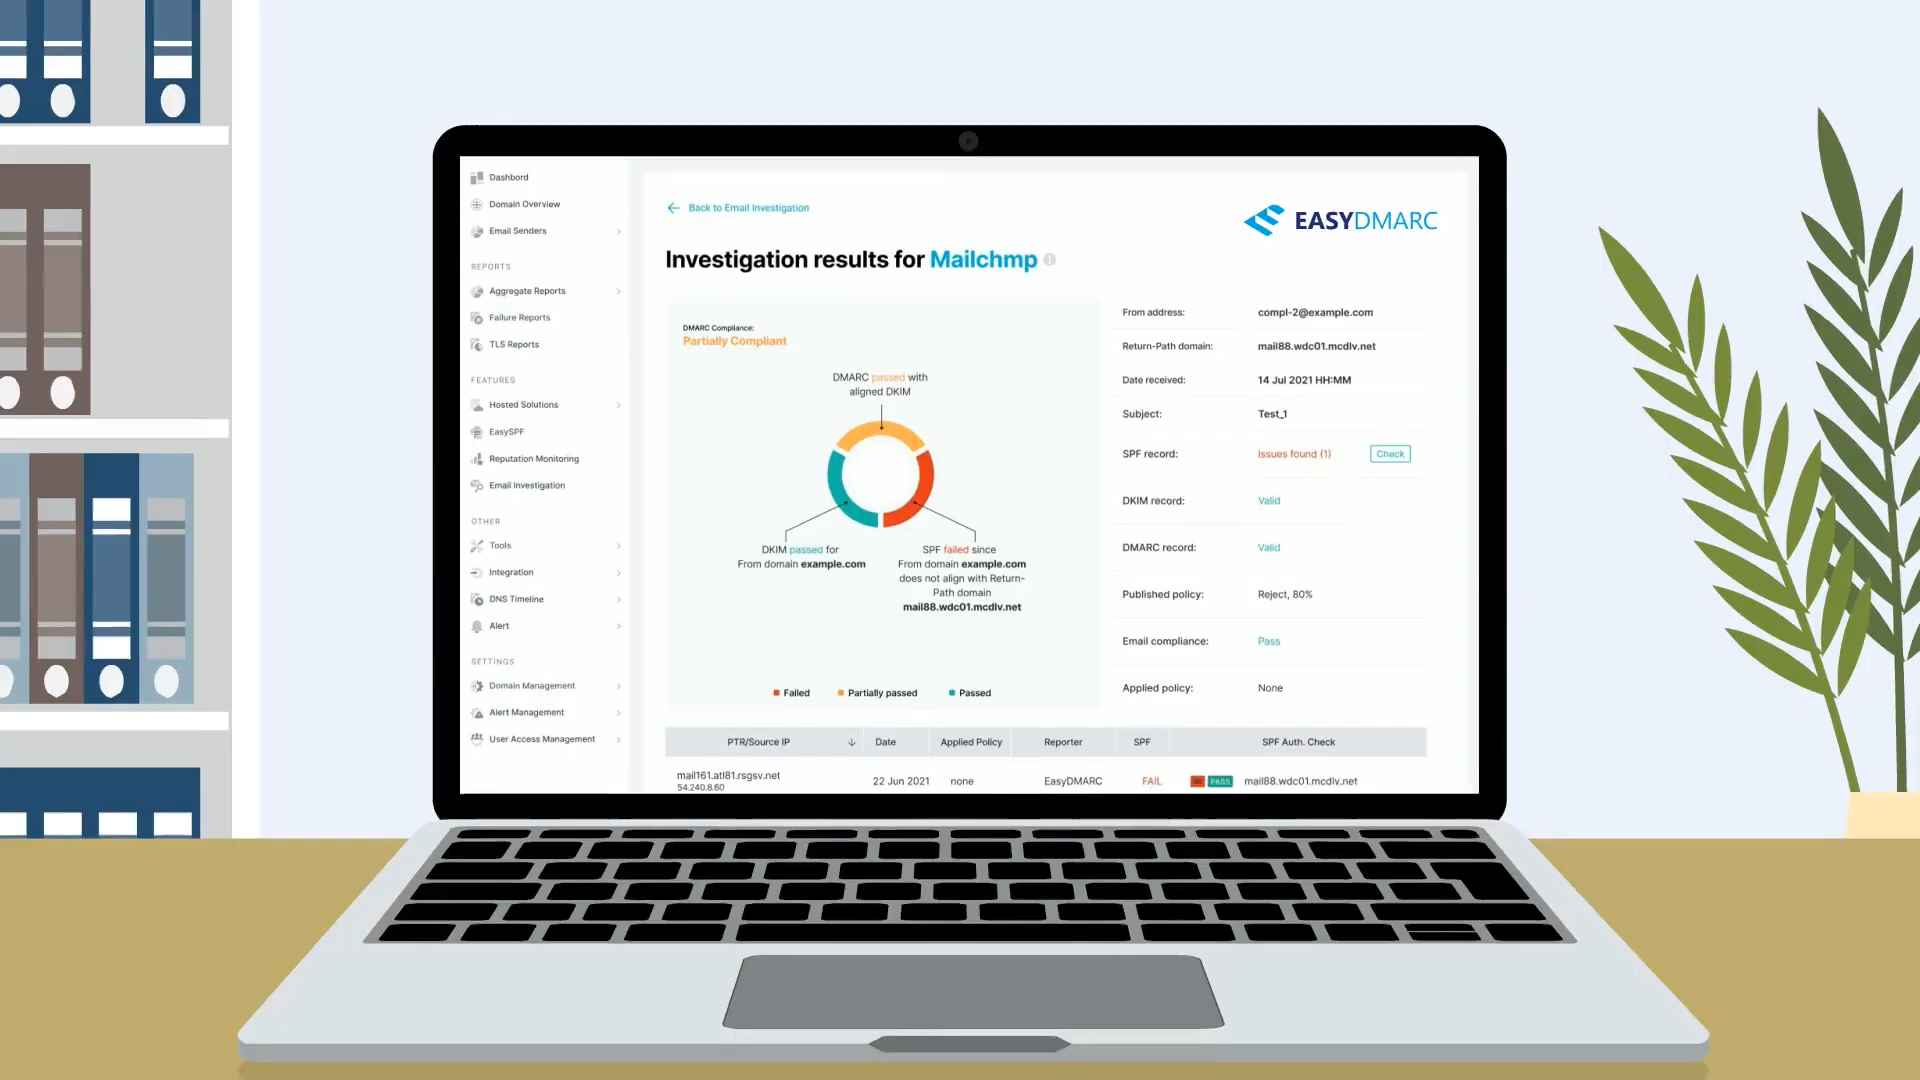 Dashbord
Domain Overview
Email Senders
REPORTS
Aggregate Reports
Failure Reports
TLS Reports
FEATURES
Hosted Solutions
EasySPF
Reputation Monitoring
Email Investigation
OTHER
Tools
Integration
DNS Timeline
Alert
SETTINGS
Domain Management
Alert Management
User Access Management
Back to Email Investigation
EASYDMARC
Investigation results for Mailchmp
DMARC Compliance:
Partially Compliant
DMARC passed with
aligned DKIM
DKIM passed for
From domain example.com
SPF failed since
From domain example.com
does not align with Return-
Path domain
mail88.wdc01.mcdlv.net
Failed Partially passed Passed
From address: compl-2@example.com
Return-Path domain: mail88.wdc01.mcdlv.net
Date received: 14 Jul 2021 HH:MM
Subject: Test_1
SPF record: Issues found (1) Check
DKIM record: Valid
DMARC record: Valid
Published policy: Reject, 80%
Email compliance: Pass
Applied policy: None
PTR/Source IP Date Applied Policy Reporter SPF SPF Auth. Check
mail161.atl81.rsgsv.net 22 Jun 2021 none EasyDMARC FAIL PASS mail88.wdc01.mcdlv.net
54.240.8.60